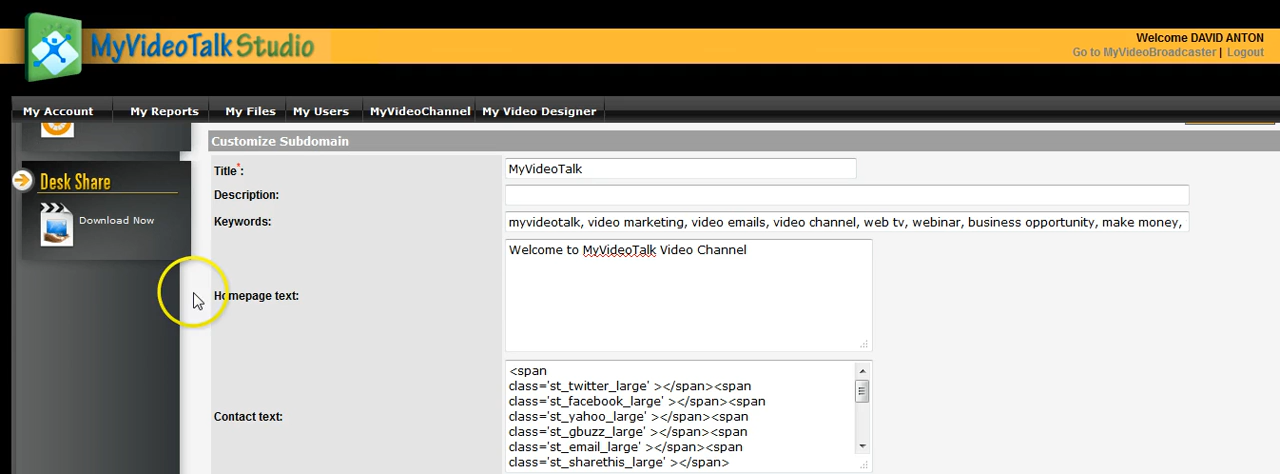 MyVideoTalk Studio
Welcome DAVID ANTON
Go to MyVideoBroadcaster | Logout
My Account My Reports My Files My Users MyVideoChannel My Video Designer
Desk Share
Download Now
Customize Subdomain
Title*: MyVideoTalk
Description:
Keywords: myvideotalk, video marketing, video emails, video channel, web tv, webinar, business opportunity, make money,
Homepage text: Welcome to MyVideoTalk Video Channel
Contact text:
<span
class='st_twitter_large' ></span><span
class='st_facebook_large' ></span><span
class='st_yahoo_large' ></span><span
class='st_gbuzz_large' ></span><span
class='st_email_large' ></span><span
class='st_sharethis_large' ></span>